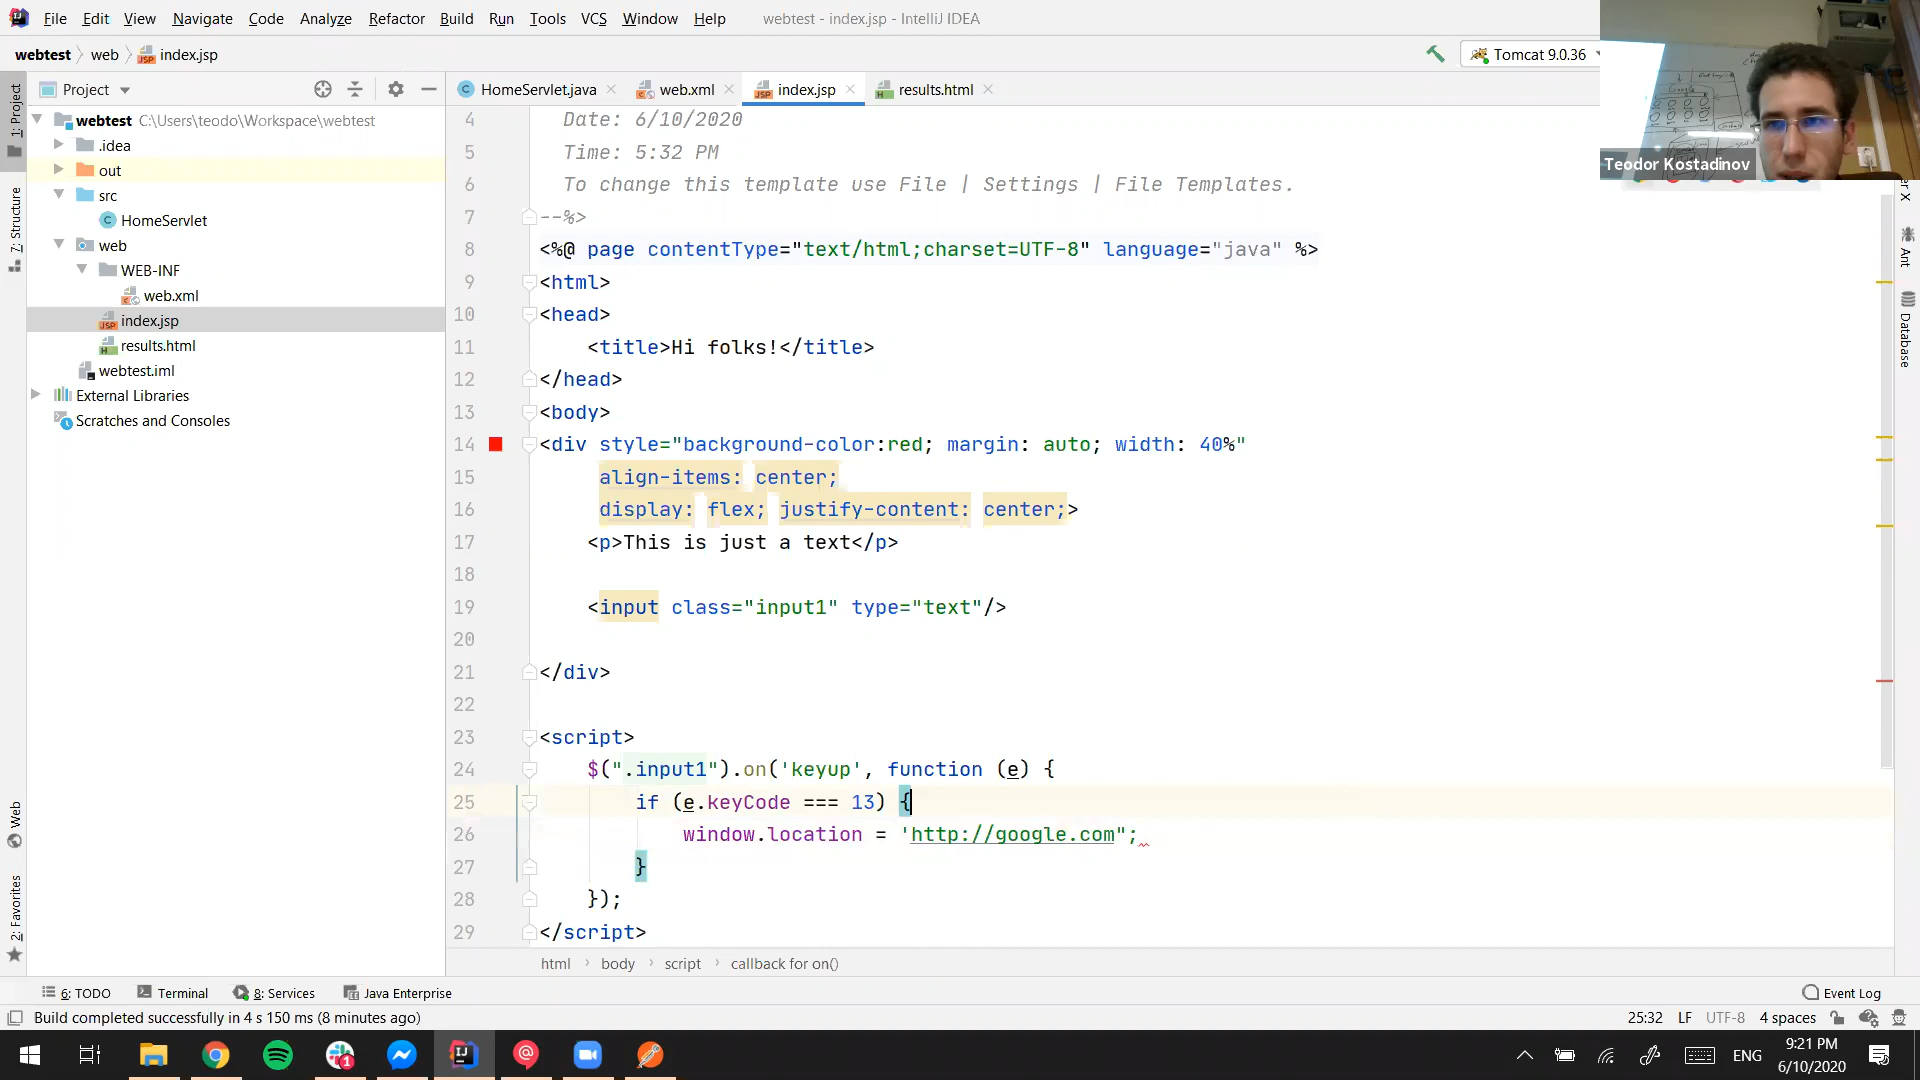 File Edit View Navigate Code Analyze Refactor Build Run Tools VCS Window Help webtest - index.jsp - IntelliJ IDEA
webtest web index.jsp
Tomcat 9.0.36
Teodor Kostadinov
Project
HomeServlet.java web.xml index.jsp results.html
1: Project
7: Structure
Web
2: Favorites
webtest C:\Users\teodo\Workspace\webtest
.idea
out
src
HomeServlet
web
WEB-INF
web.xml
index.jsp
results.html
webtest.iml
External Libraries
Scratches and Consoles
4 Date: 6/10/2020
5 Time: 5:32 PM
6 To change this template use File | Settings | File Templates.
7 --%>
8 <%@ page contentType="text/html;charset=UTF-8" language="java" %>
9 <html>
10 <head>
11 <title>Hi folks!</title>
12 </head>
13 <body>
14 <div style="background-color:red; margin: auto; width: 40%"
15 align-items: center;
16 display: flex; justify-content: center;>
17 <p>This is just a text</p>
18
19 <input class="input1" type="text"/>
20
21 </div>
22
23 <script>
24 $(".input1").on('keyup', function (e) {
25 if (e.keyCode === 13) {
26 window.location = 'http://google.com";
27 }
28 });
29 </script>
Ant
Database
html body script callback for on()
6: TODO Terminal 8: Services Java Enterprise Event Log
Build completed successfully in 4 s 150 ms (8 minutes ago) 25:32 LF UTF-8 4 spaces
1
ENG
9:21 PM
6/10/2020